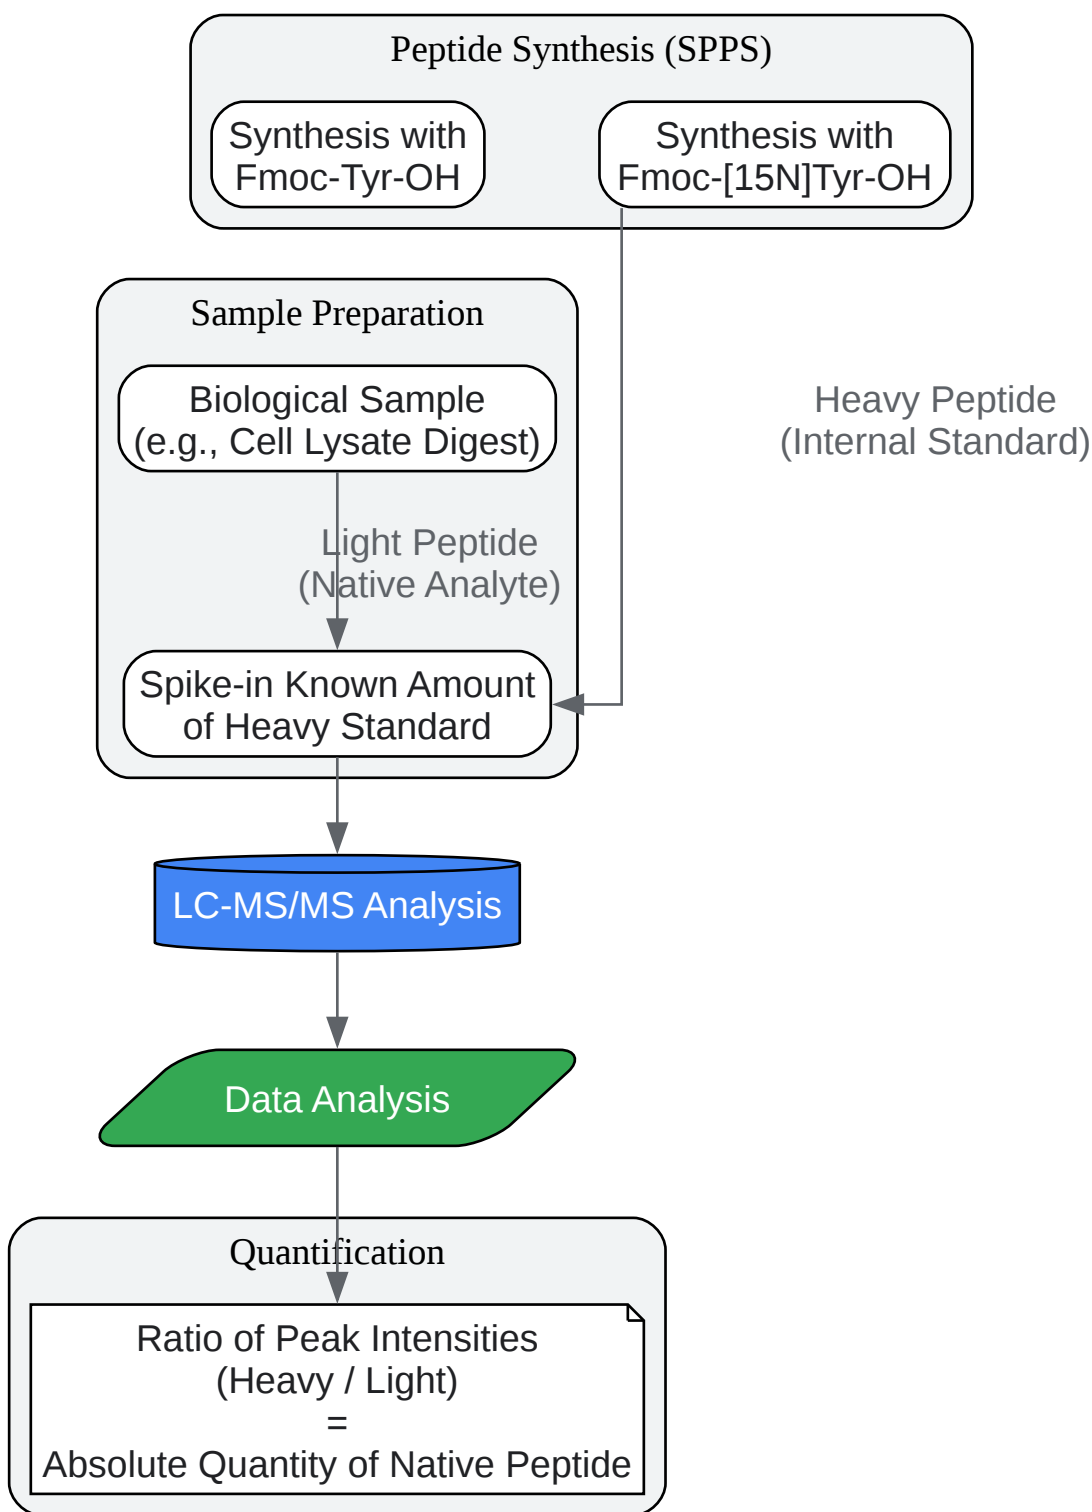 Peptide Synthesis (SPPS)
Synthesis with
Fmoc-Tyr-OH
Synthesis with
Fmoc-[15N]Tyr-OH
Sample Preparation
Biological Sample
(e.g., Cell Lysate Digest)
Heavy Peptide
(Internal Standard)
Light Peptide
(Native Analyte)
Spike-in Known Amount
of Heavy Standard
LC-MS/MS Analysis
Data Analysis
Quantification
Ratio of Peak Intensities
(Heavy / Light)
=
Absolute Quantity of Native Peptide